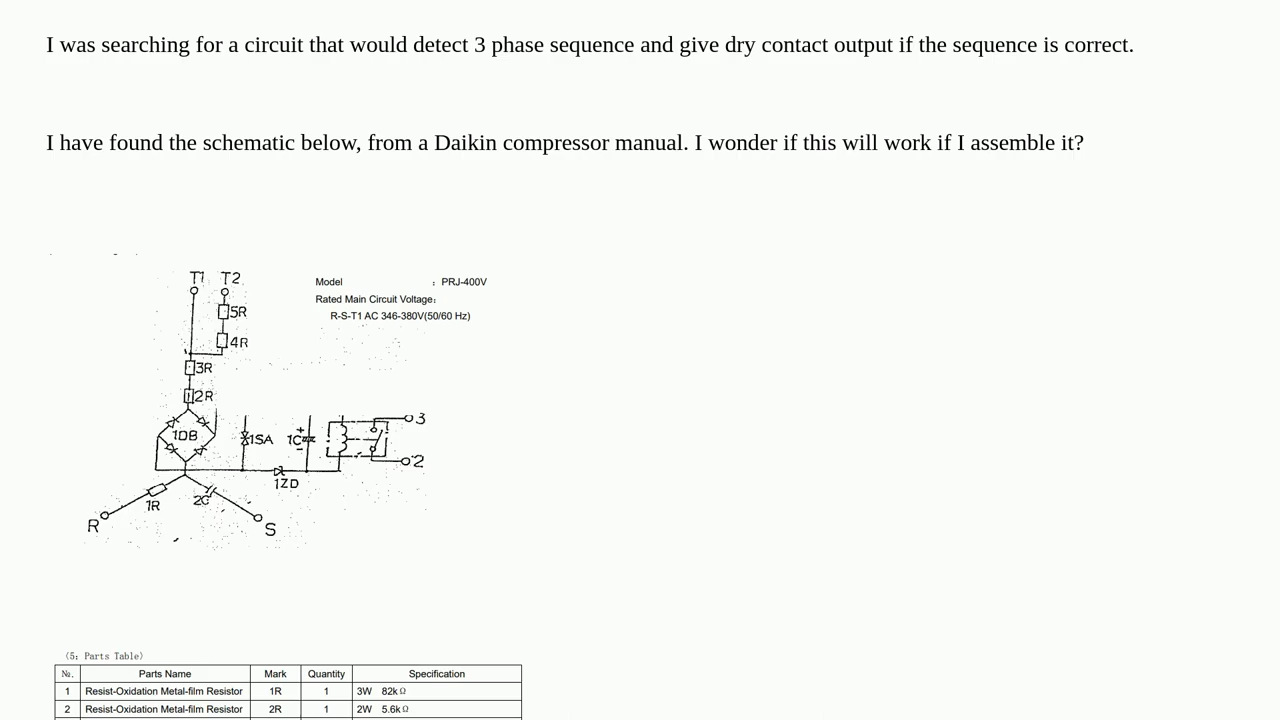 I was searching for a circuit that would detect 3 phase sequence and give dry contact output if the sequence is correct.
I have found the schematic below, from a Daikin compressor manual. I wonder if this will work if I assemble it?
T1 T2
Model : PRJ-400V
Rated Main Circuit Voltage:
R-S-T1 AC 346-380V(50/60 Hz)
5R
4R
3R
2R
3
1DB 1SA 1C + -
2
1ZD
1R 2C
R S
(5: Parts Table)
№. Parts Name Mark Quantity Specification
1 Resist-Oxidation Metal-film Resistor 1R 1 3W 82kΩ
2 Resist-Oxidation Metal-film Resistor 2R 1 2W 5.6kΩ